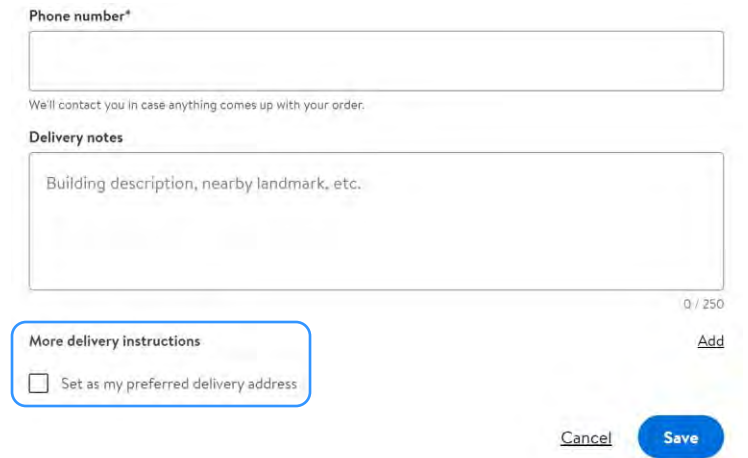 Phone number*
We'll contact you in case anything comes up with your order.
Delivery notes
Building description, nearby landmark, etc.
0 / 250
More delivery instructions Add
Set as my preferred delivery address
Cancel Save